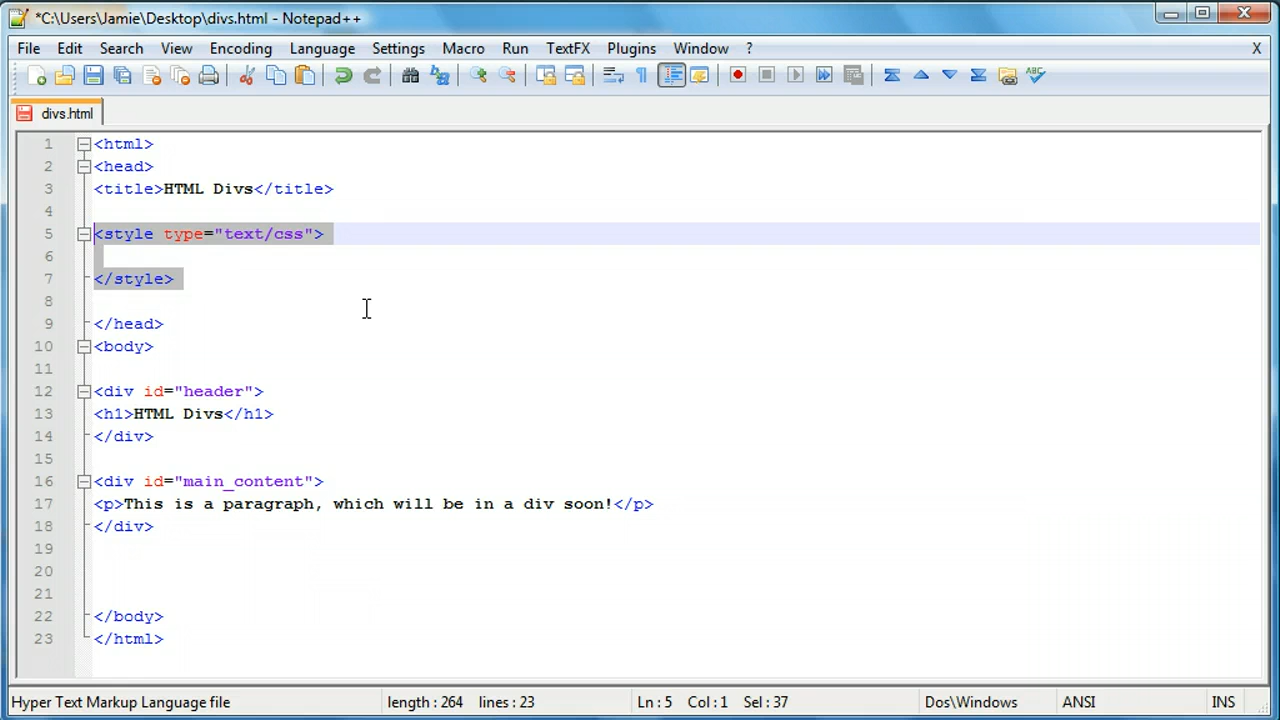 *C:\Users\Jamie\Desktop\divs.html - Notepad++
File Edit Search View Encoding Language Settings Macro Run TextFX Plugins Window ? X
divs.html
1 <html>
2 <head>
3 <title>HTML Divs</title>
4
5 <style type="text/css">
6
7 </style>
8
9 </head>
10 <body>
11
12 <div id="header">
13 <h1>HTML Divs</h1>
14 </div>
15
16 <div id="main_content">
17 <p>This is a paragraph, which will be in a div soon!</p>
18 </div>
19
20
21
22 </body>
23 </html>
Hyper Text Markup Language file length : 264 lines : 23 Ln : 5 Col : 1 Sel : 37 Dos\Windows ANSI INS